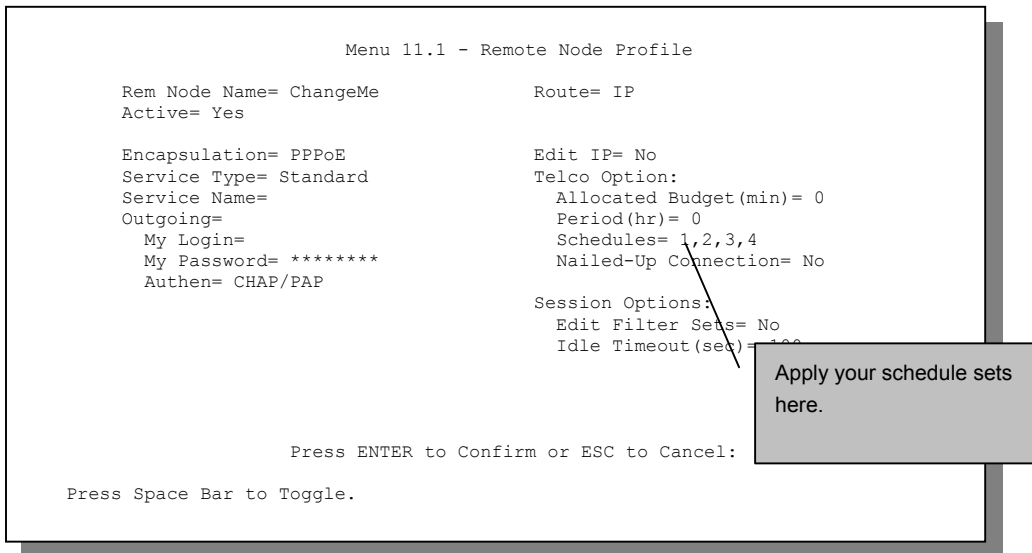 Menu 11.1 - Remote Node Profile
Rem Node Name= ChangeMe Route= IP
Active= Yes
Encapsulation= PPPoE Edit IP= No
Service Type= Standard Telco Option:
Service Name= Allocated Budget(min)= 0
Outgoing= Period(hr)= 0
My Login= Schedules= 1,2,3,4
My Password= ******** Nailed-Up Connection= No
Authen= CHAP/PAP
Session Options:
Edit Filter Sets= No
Idle Timeout(sec)=
Apply your schedule sets
here.
Press ENTER to Confirm or ESC to Cancel:
Press Space Bar to Toggle.